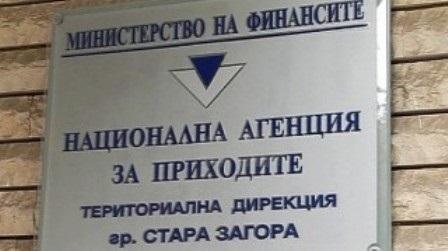 МИНИСТЕРСТВО НА ФИНАНСИТЕ
НАЦИОНАЛНА АГЕНЦИЯ
ЗА ПРИХОДИТЕ
ТЕРИТОРИАЛНА ДИРЕКЦИЯ
гр. СТАРА ЗАГОРА